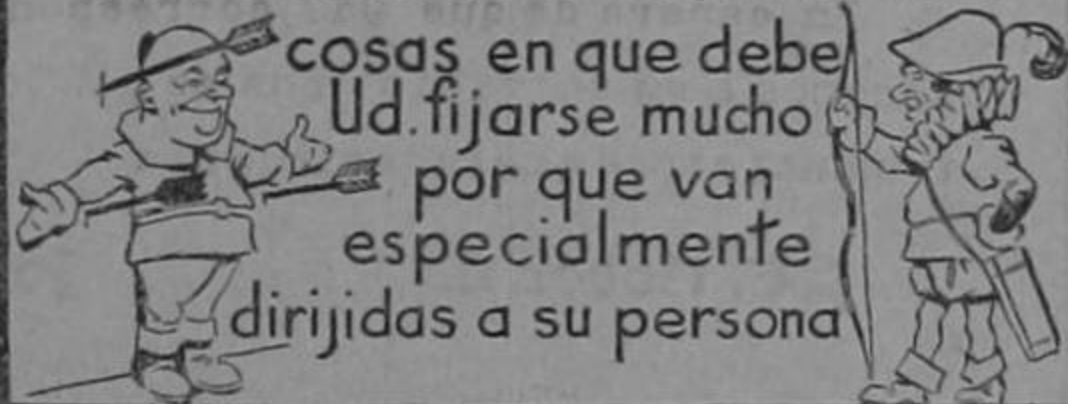 cosas en que debe
Ud. fijarse mucho
por que van
especialmente
dirijidas a su persona